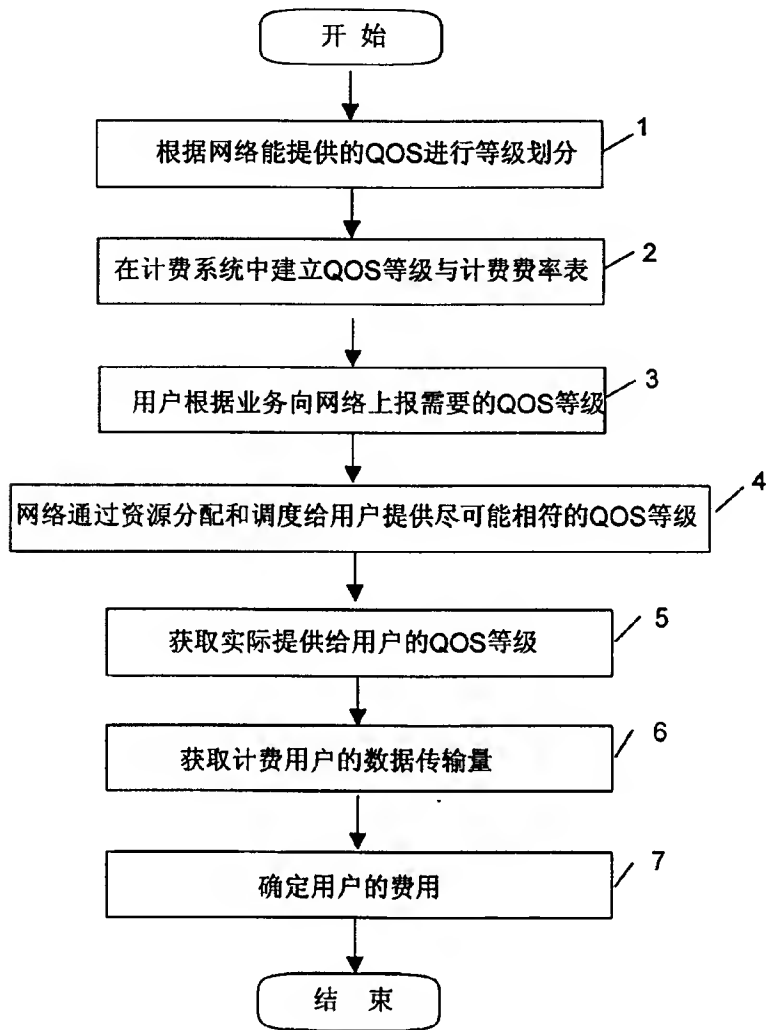 开 始
1
根据网络能提供的QOS进行等级划分
2
在计费系统中建立QOS等级与计费费率表
3
用户根据业务向网络上报需要的QOS等级
4
网络通过资源分配和调度给用户提供尽可能相符的QOS等级
5
获取实际提供给用户的QOS等级
6
获取计费用户的数据传输量
7
确定用户的费用
结 束